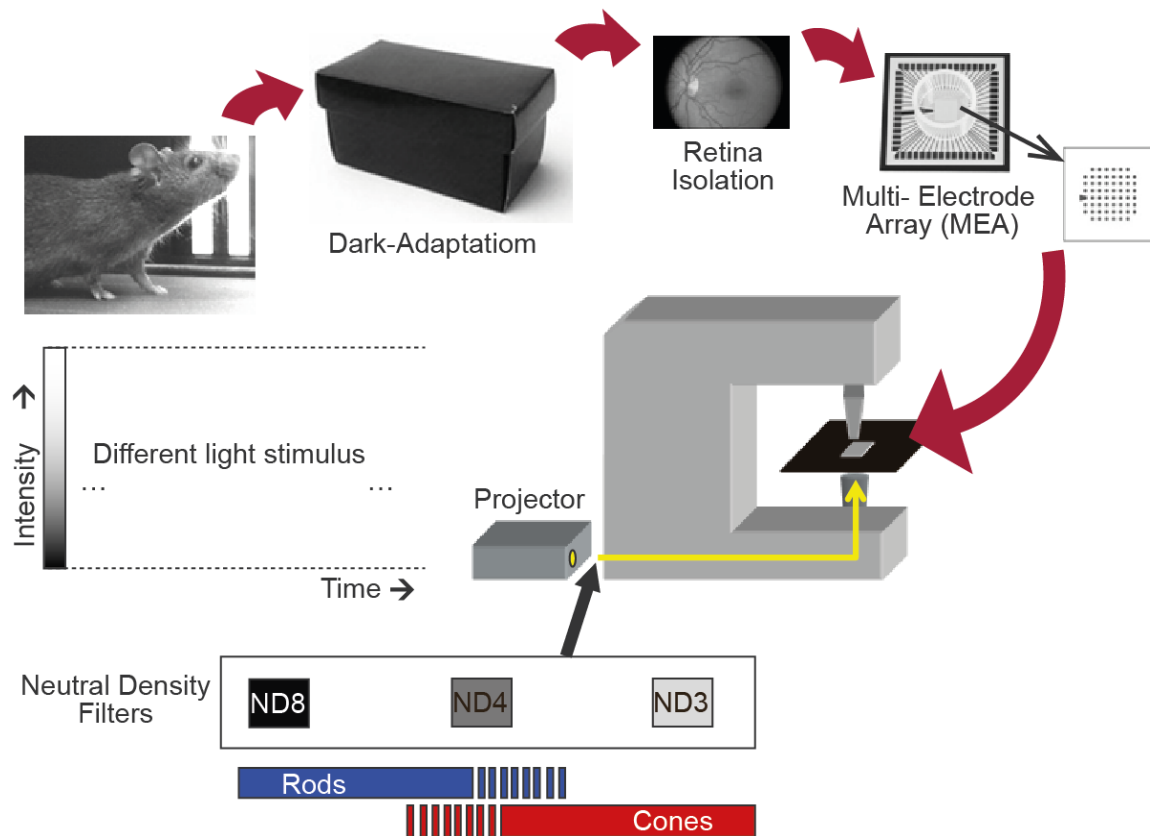 Dark-Adaptatiom
Retina
Isolation
Multi- Electrode
Array (MEA)
Intensity →
Different light stimulus
... ...
Time →
Projector
Neutral Density
Filters
ND8 ND4 ND3
Rods
Cones